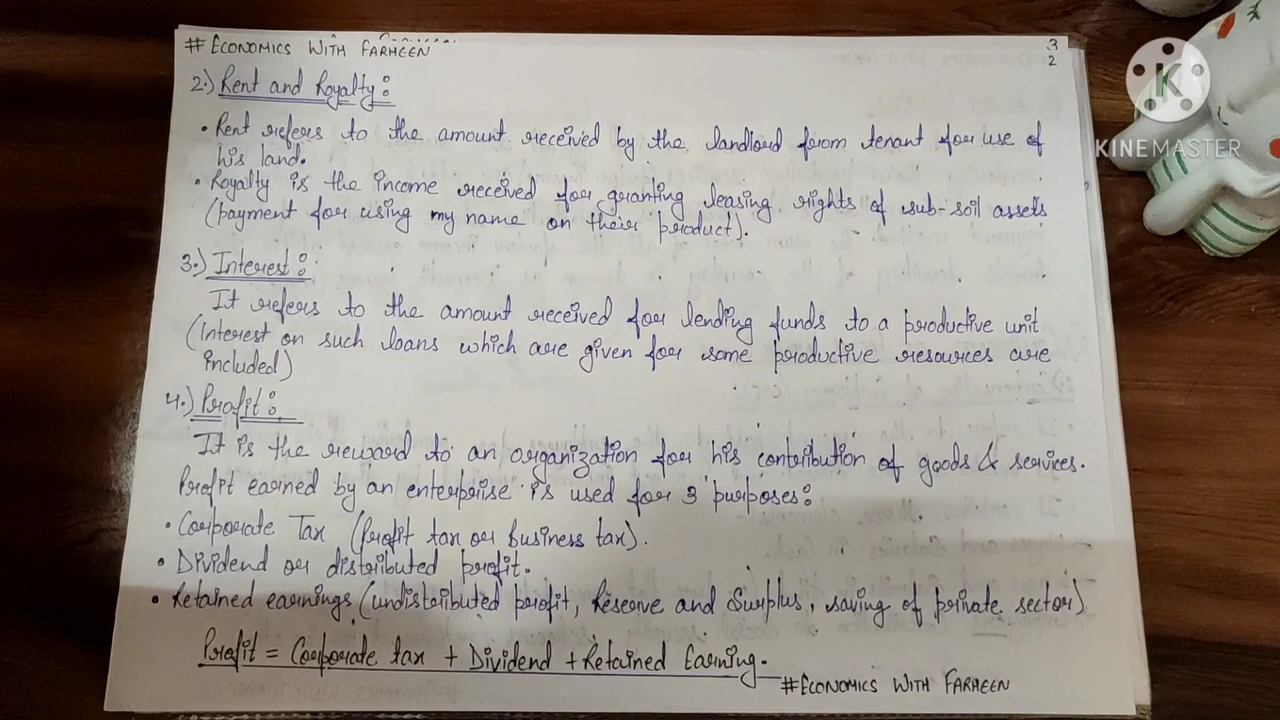 # ECONOMICS WITH FARHEEN
3
2
2.) Rent and Royalty:
• Rent refers to the amount received by the landlord from tenant for use of
his land.
• Royalty is the income received for granting leasing rights of sub-soil assets
(payment for using my name on their product).
3.) Interest:
It refers to the amount received for lending funds to a productive unit
(Interest on such loans which are given for some productive resources are
included)
4.) Profit:
It is the reward to an organization for his contribution of goods & services.
Profit earned by an enterprise is used for 3 purposes:
• Corporate Tax (Profit tax or business tax).
• Dividend or distributed profit.
• Retained earnings (undistributed profit, Reserve and Surplus, saving of private sector)
Profit = Corporate tax + Dividend + Retained Earning.
# ECONOMICS WITH FARHEEN
K
KINEMASTER